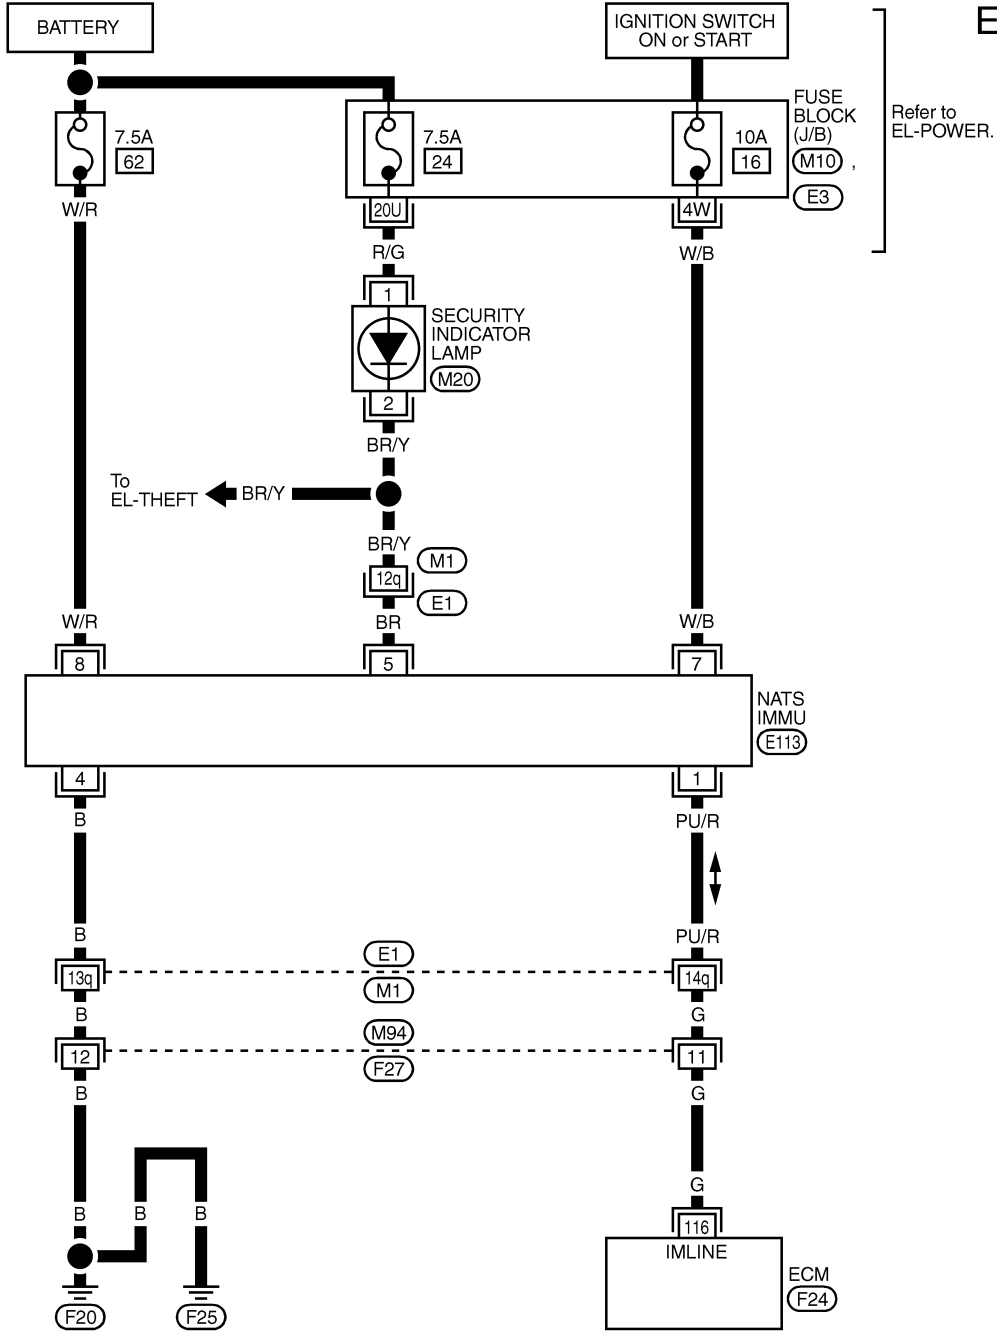 BATTERY
IGNITION SWITCH
ON or START
E
7.5A
62
7.5A
24
10A
16
FUSE
BLOCK
(J/B)
M10 ,
E3
Refer to
EL-POWER.
W/R
20U
4W
R/G
W/B
1
SECURITY
INDICATOR
LAMP
M20
2
BR/Y
To
EL-THEFT
BR/Y
BR/Y
M1
12q
E1
W/R
BR
W/B
8
5
7
NATS
IMMU
E113
4
1
B
PU/R
B
PU/R
E1
13q
14q
M1
B
G
M94
12
11
F27
B
G
G
B
B
B
116
IMLINE
ECM
F24
F20
F25